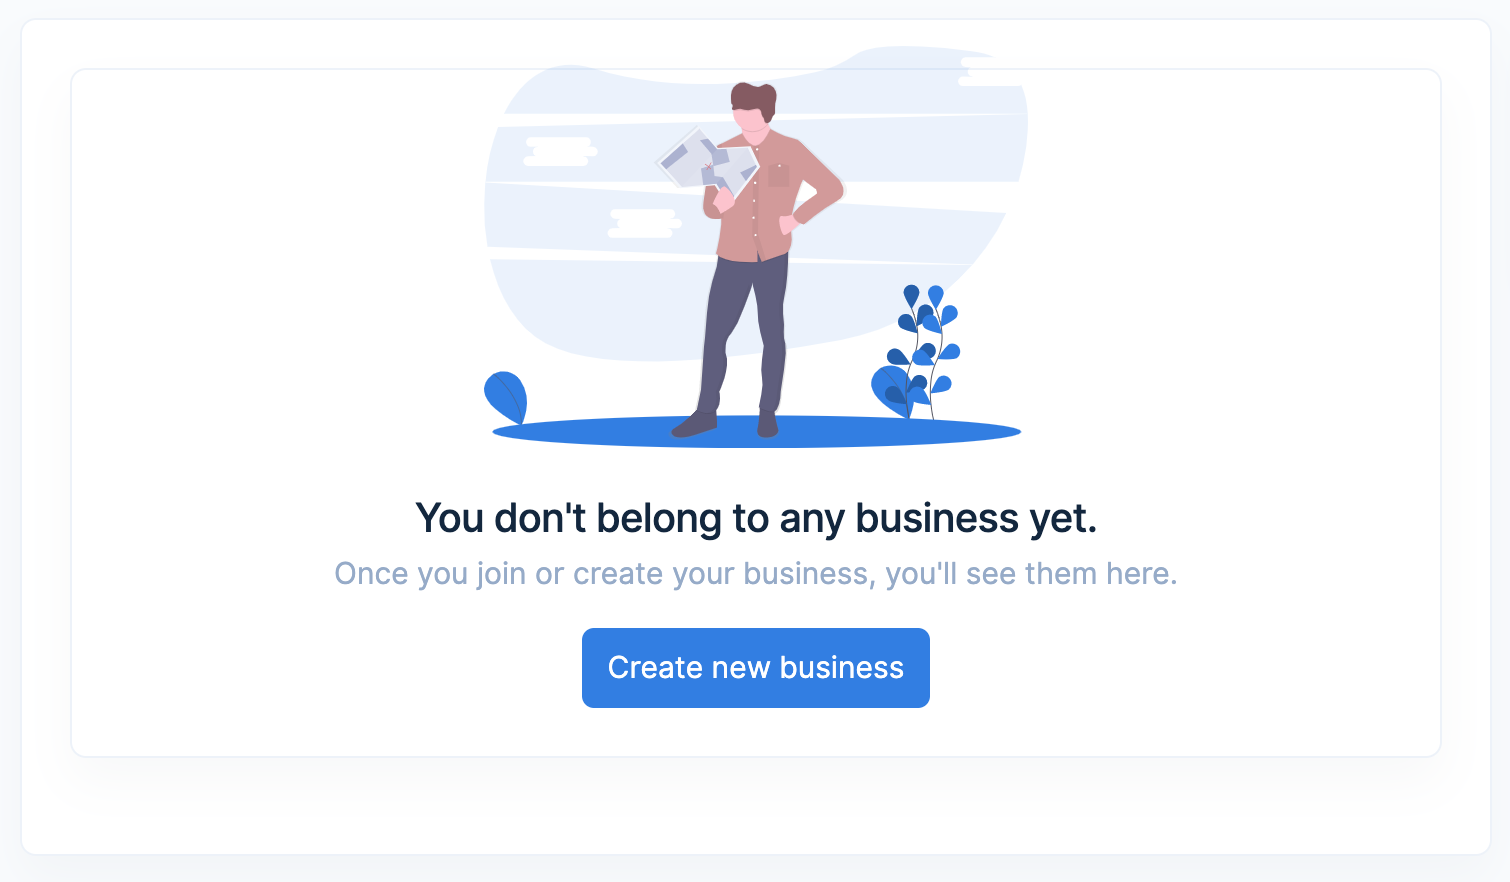 You don't belong to any business yet.
Once you join or create your business, you'll see them here.
Create new business